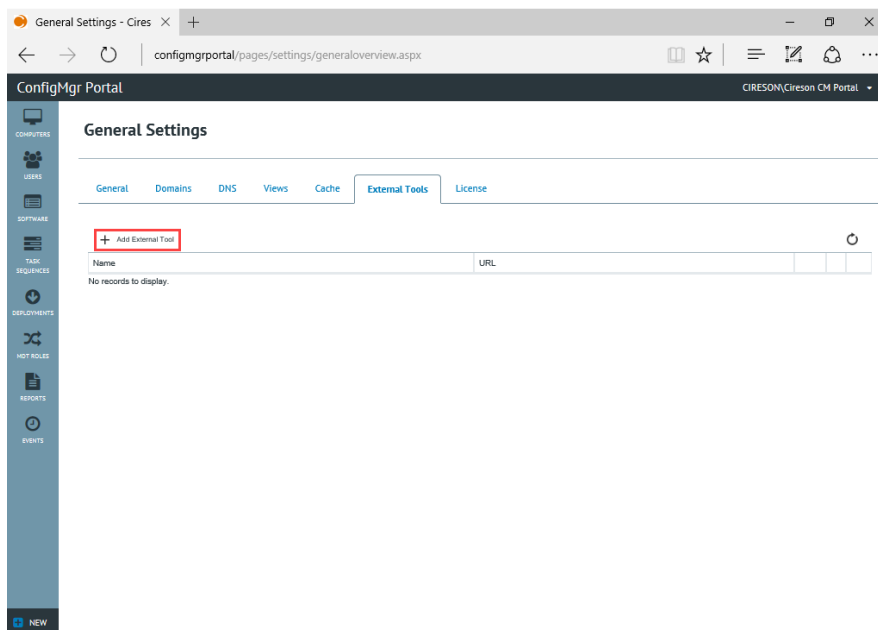 General Settings - Cires
configmgrportal/pages/settings/generaloverview.aspx
ConfigMgr Portal
CIRESON\Cireson CM Portal
COMPUTERS
USERS
SOFTWARE
TASK
SEQUENCES
DEPLOYMENTS
MDT ROLES
REPORTS
EVENTS
NEW
General Settings
General Domains DNS Views Cache External Tools License
Add External Tool
Name URL
No records to display.